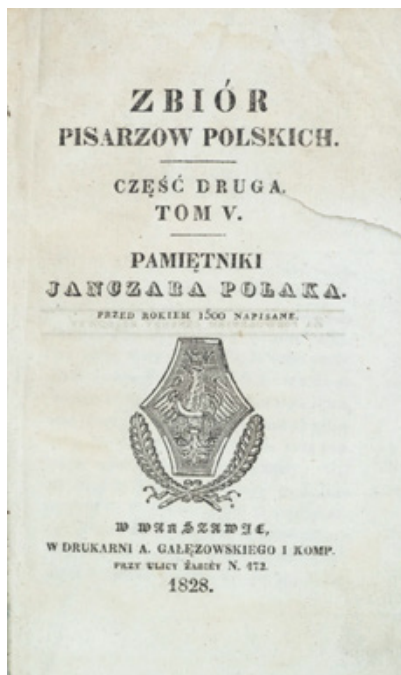 ZBIÓR
PISARZOW POLSKICH.
CZĘŚĆ DRUGA.
TOM V.
PAMIĘTNIKI
JANCZARA POLAKA.
PRZED ROKIEM 1500 NAPISANE.
W WARSZAWIE,
W DRUKARNI A. GAŁĘZOWSKIEGO I KOMP.
PRZY ULICY ŻABIÉY N. 472.
1828.